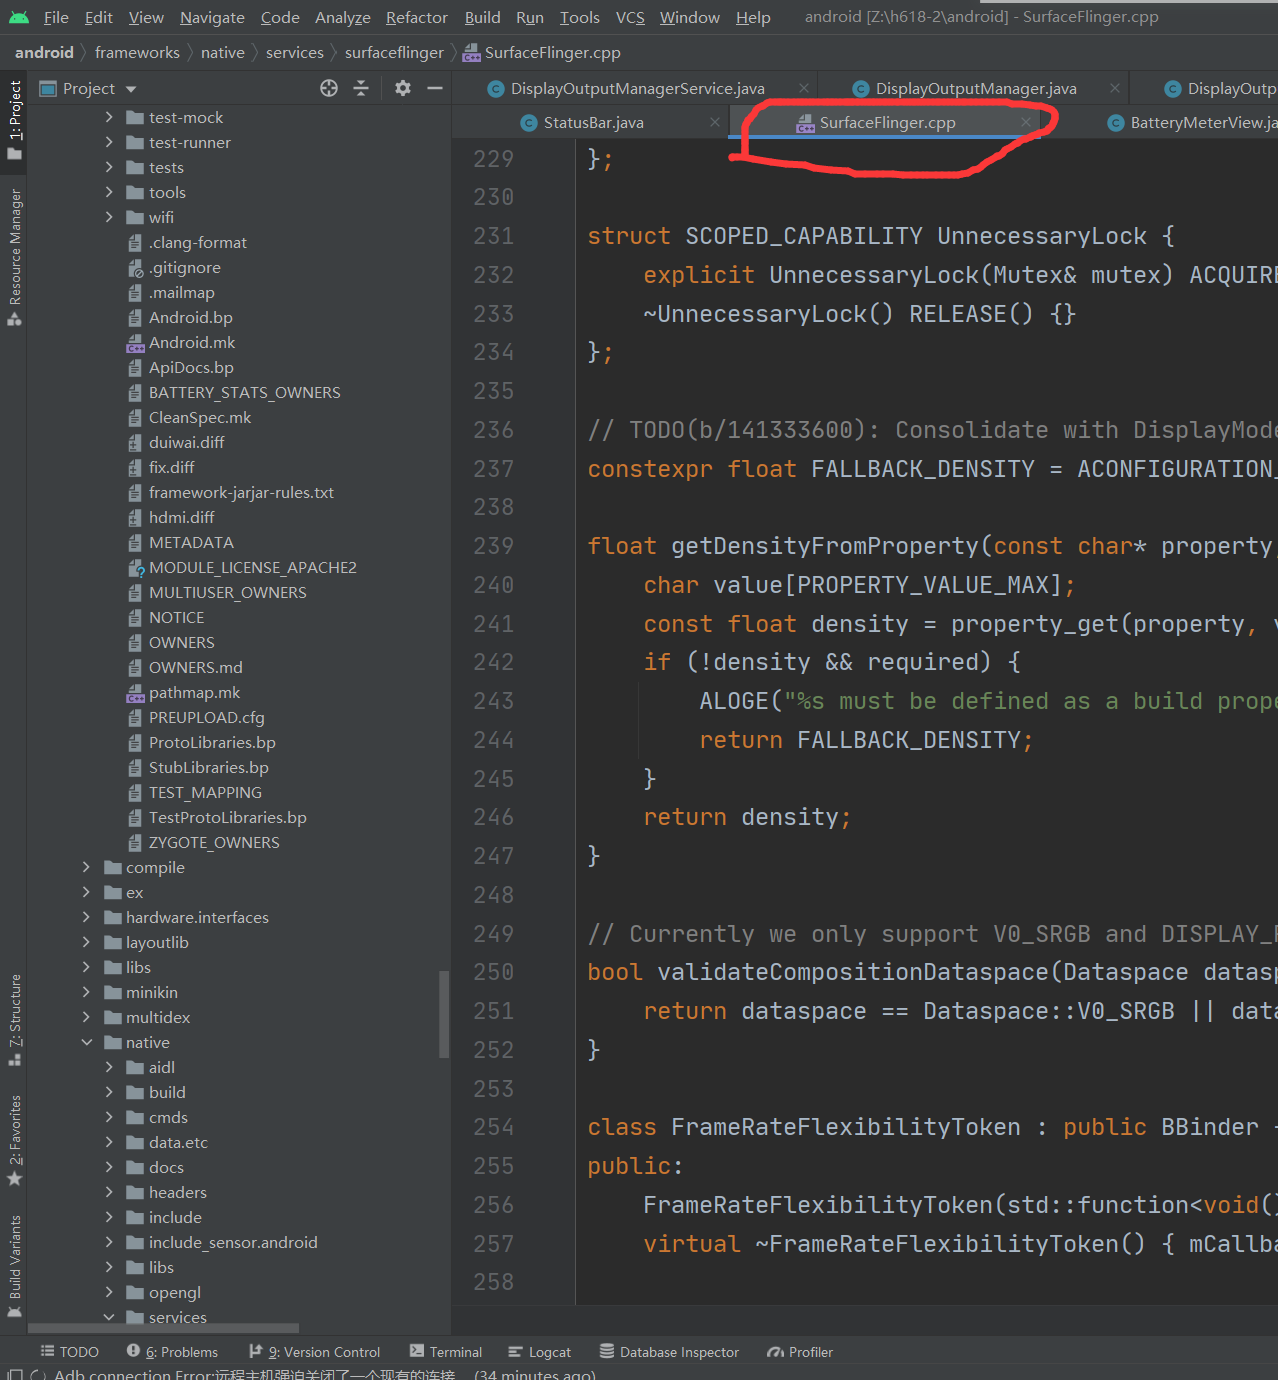 File Edit View Navigate Code Analyze Refactor Build Run Tools VCS Window Help android [Z:\h618-2\android] - SurfaceFlinger.cpp
android frameworks native services surfaceflinger SurfaceFlinger.cpp
1: Project
Resource Manager
7: Structure
2: Favorites
Build Variants
Project
test-mock
test-runner
tests
tools
wifi
.clang-format
.gitignore
.mailmap
Android.bp
Android.mk
ApiDocs.bp
BATTERY_STATS_OWNERS
CleanSpec.mk
duiwai.diff
fix.diff
framework-jarjar-rules.txt
hdmi.diff
METADATA
MODULE_LICENSE_APACHE2
MULTIUSER_OWNERS
NOTICE
OWNERS
OWNERS.md
pathmap.mk
PREUPLOAD.cfg
ProtoLibraries.bp
StubLibraries.bp
TEST_MAPPING
TestProtoLibraries.bp
ZYGOTE_OWNERS
compile
ex
hardware.interfaces
layoutlib
libs
minikin
multidex
native
aidl
build
cmds
data.etc
docs
headers
include
include_sensor.android
libs
opengl
services
DisplayOutputManagerService.java DisplayOutputManager.java DisplayOutp
StatusBar.java SurfaceFlinger.cpp BatteryMeterView.ja
229 };
230
231 struct SCOPED_CAPABILITY UnnecessaryLock {
232 explicit UnnecessaryLock(Mutex& mutex) ACQUIRE
233 ~UnnecessaryLock() RELEASE() {}
234 };
235
236 // TODO(b/141333600): Consolidate with DisplayMode
237 constexpr float FALLBACK_DENSITY = ACONFIGURATION_
238
239 float getDensityFromProperty(const char* property,
240 char value[PROPERTY_VALUE_MAX];
241 const float density = property_get(property, v
242 if (!density && required) {
243 ALOGE("%s must be defined as a build prope
244 return FALLBACK_DENSITY;
245 }
246 return density;
247 }
248
249 // Currently we only support V0_SRGB and DISPLAY_P
250 bool validateCompositionDataspace(Dataspace datasp
251 return dataspace == Dataspace::V0_SRGB || data
252 }
253
254 class FrameRateFlexibilityToken : public BBinder {
255 public:
256 FrameRateFlexibilityToken(std::function<void()
257 virtual ~FrameRateFlexibilityToken() { mCallba
258
TODO 6: Problems 9: Version Control Terminal Logcat Database Inspector Profiler
Adb connection Error:远程主机强迫关闭了一个现有的连接。 (34 minutes ago)